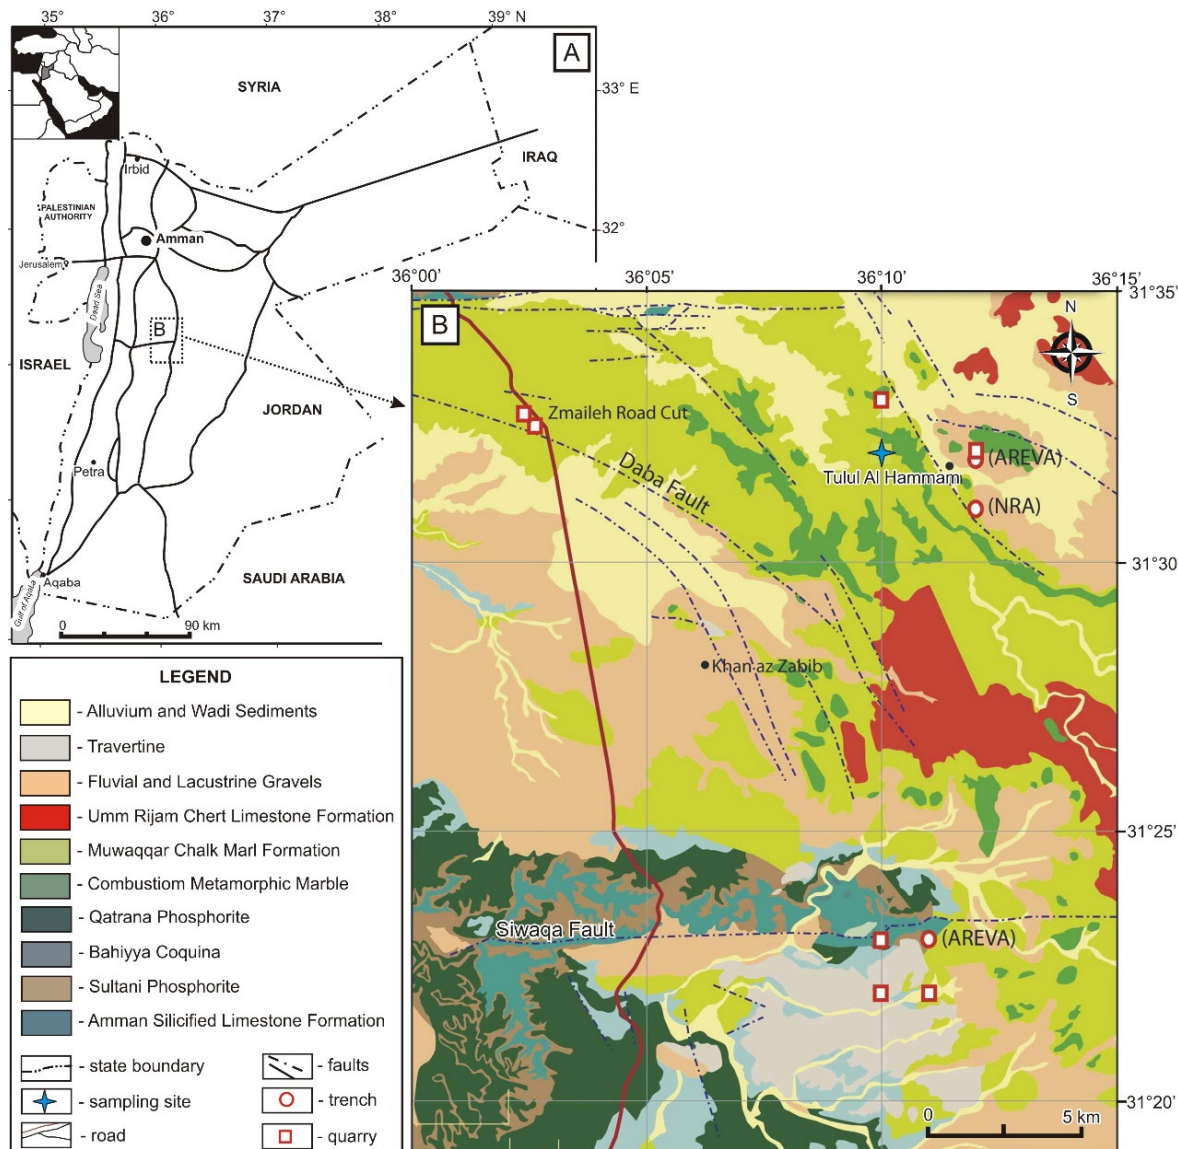 35°
36°
37°
38°
39° N
A
SYRIA
33° E
IRAQ
Irbid
PALESTINIAN
AUTHORITY
32°
Amman
Jerusalem
Dead Sea
B
ISRAEL
JORDAN
Petra
SAUDI ARABIA
Aqaba
Gulf of Aqaba
0
90 km
35°
36°
37°
36°00'
36°05'
36°10'
36°15'
31°35'
B
N
S
Zmaileh Road Cut
Daba Fault
Tulul Al Hammam
(AREVA)
(NRA)
31°30
Khan az Zabib
31°25
Siwaqa Fault
(AREVA)
31°20'
0
5 km
LEGEND
- Alluvium and Wadi Sediments
- Travertine
- Fluvial and Lacustrine Gravels
- Umm Rijam Chert Limestone Formation
- Muwaqqar Chalk Marl Formation
- Combustiom Metamorphic Marble
- Qatrana Phosphorite
- Bahiyya Coquina
- Sultani Phosphorite
- Amman Silicified Limestone Formation
- state boundary
- faults
- sampling site
- trench
- road
- quarry